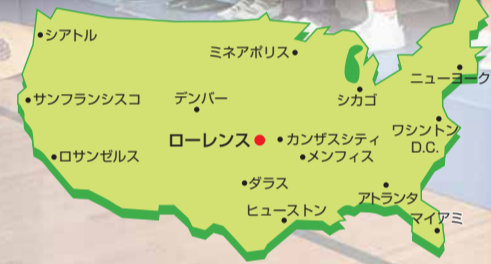 シアトル
ミネアポリス
ニューヨーク
サンフランシスコ
デンバー
シカゴ
ワシントン
D.C.
ローレンス
カンザスシティ
ロサンゼルス
メンフィス
ダラス
アトランタ
ヒューストン
マイアミ